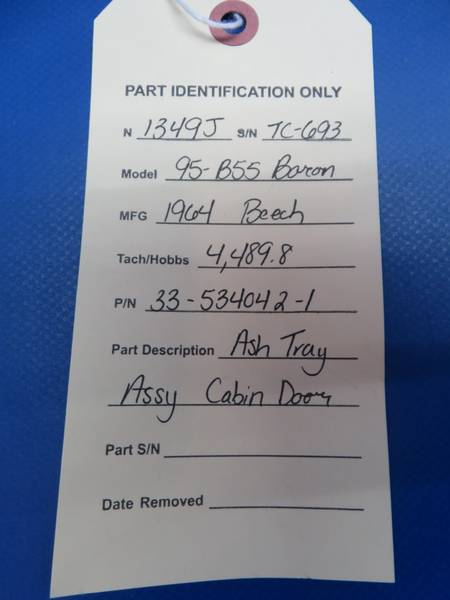 PART IDENTIFICATION ONLY
N 1349J S/N TC-693
Model 95-B55 Baron
MFG 1964 Beech
Tach/Hobbs 4,489.8
P/N 33-534042-1
Part Description Ash Tray
Assy Cabin Door
Part S/N
Date Removed